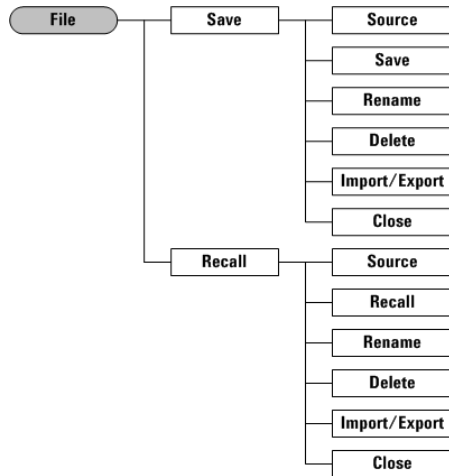 File
Save
Source
Save
Rename
Delete
Import/Export
Close
Recall
Source
Recall
Rename
Delete
Import/Export
Close